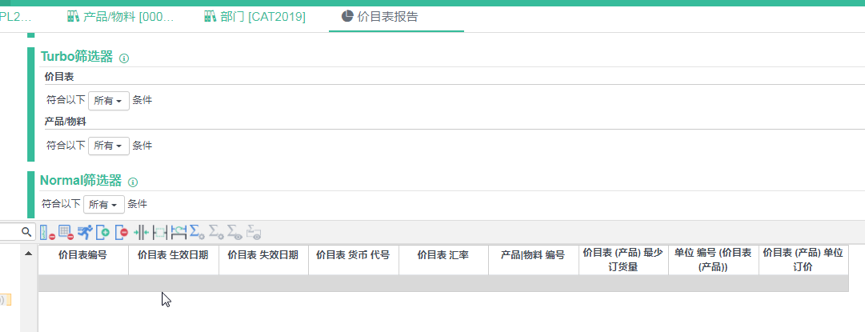 PL2... 产品/物料 [000... 部门 [CAT2019] 价目表报告
Turbo筛选器
价目表
符合以下 所有 条件
产品/物料
符合以下 所有 条件
Normal筛选器
符合以下 所有 条件
价目表编号 价目表 生效日期 价目表 失效日期 价目表 货币 代号 价目表 汇率 产品|物料 编号 价目表 (产品) 最少订货量 单位 编号 (价目表 (产品)) 价目表 (产品) 单位订价